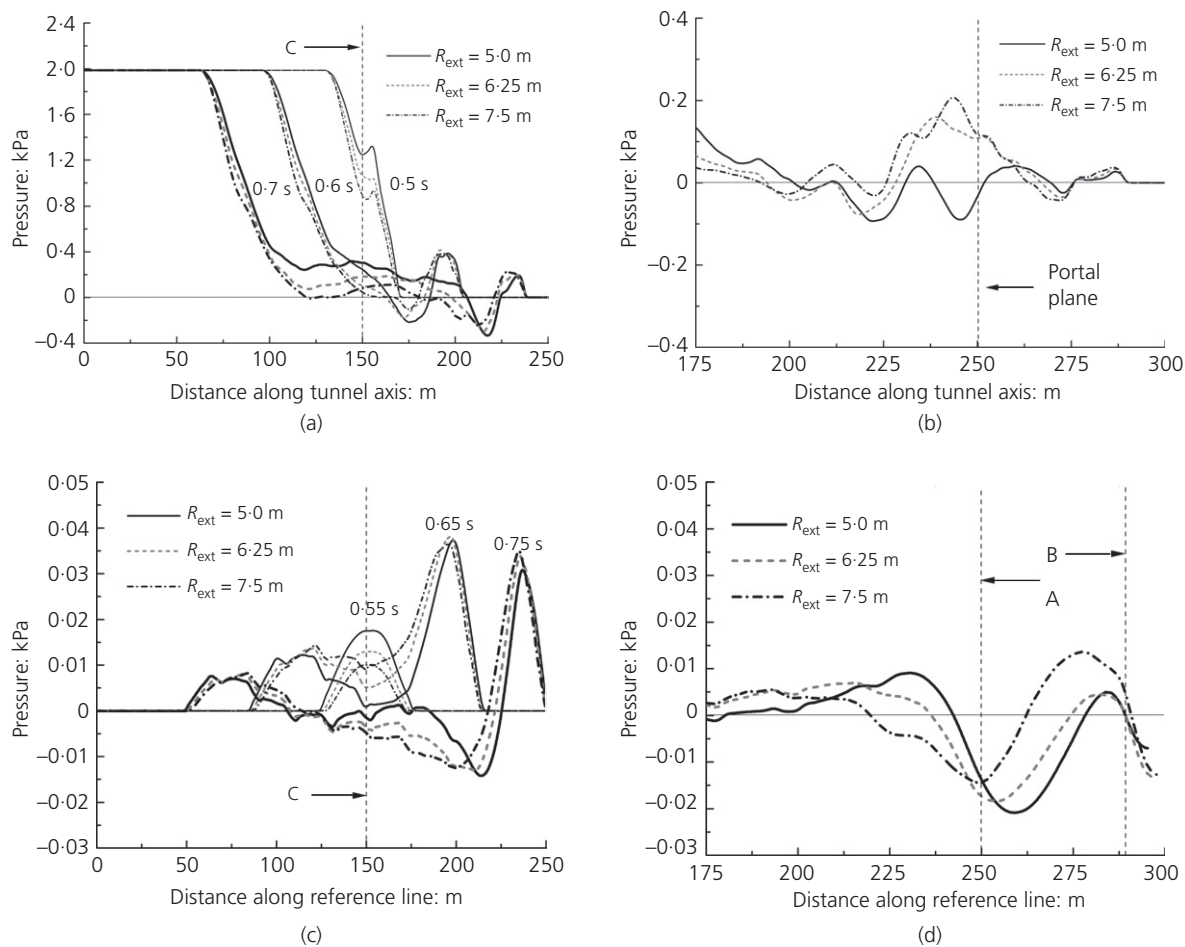 2·4
2·0
1·6
1·2
0·8
0·4
0
−0·4
Pressure: kPa
C
R_ext = 5·0 m
R_ext = 6·25 m
R_ext = 7·5 m
0·7 s
0·6 s
0·5 s
0 50 100 150 200 250
Distance along tunnel axis: m
(a)
0·4
0·2
0
−0·2
−0·4
Pressure: kPa
R_ext = 5·0 m
R_ext = 6·25 m
R_ext = 7·5 m
Portal
plane
175 200 225 250 275 300
Distance along tunnel axis: m
(b)
0·05
0·04
0·03
0·02
0·01
0
−0·01
−0·02
−0·03
Pressure: kPa
R_ext = 5·0 m
R_ext = 6·25 m
R_ext = 7·5 m
0·65 s
0·75 s
0·55 s
C
0 50 100 150 200 250
Distance along reference line: m
(c)
0·05
0·04
0·03
0·02
0·01
0
−0·01
−0·02
−0·03
Pressure: kPa
R_ext = 5·0 m
R_ext = 6·25 m
R_ext = 7·5 m
B
A
175 200 225 250 275 300
Distance along reference line: m
(d)